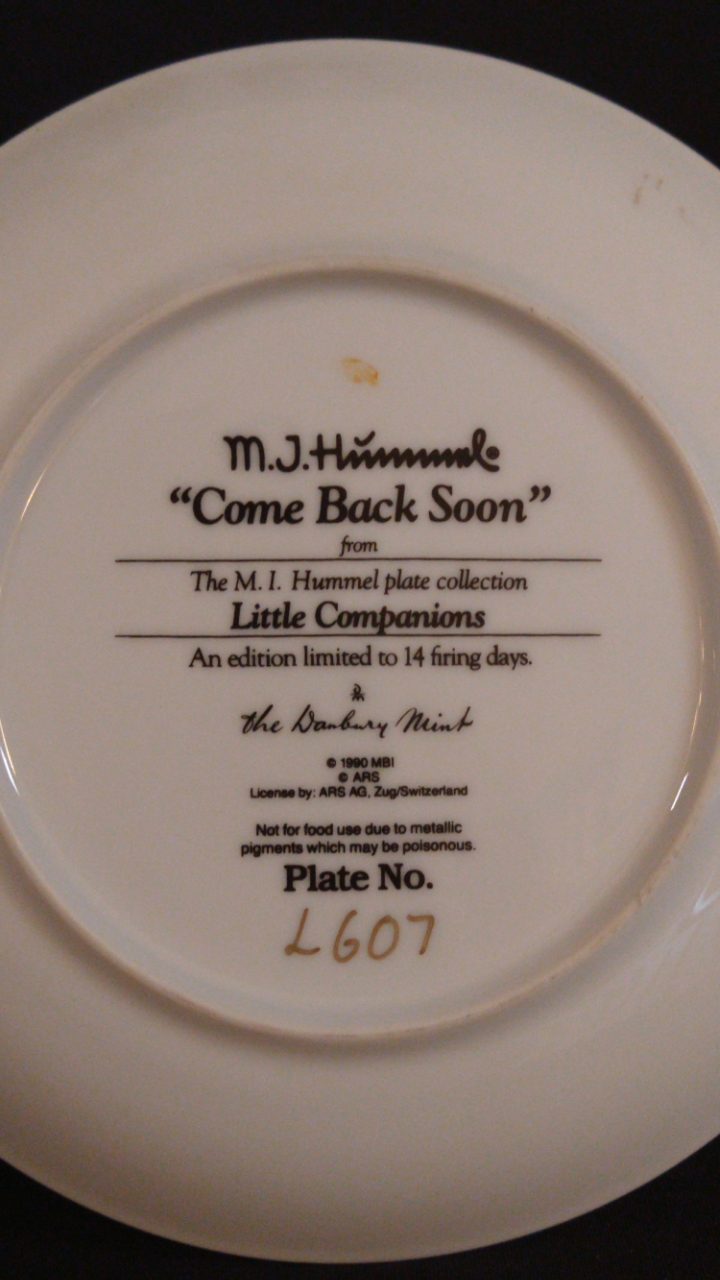 M.J.Hummel
“Come Back Soon”
from
The M. I. Hummel plate collection
Little Companions
An edition limited to 14 firing days.
the Danbury Mint
© 1990 MBI
© ARS
License by: ARS AG, Zug/Switzerland
Not for food use due to metallic
pigments which may be poisonous.
Plate No.
L607